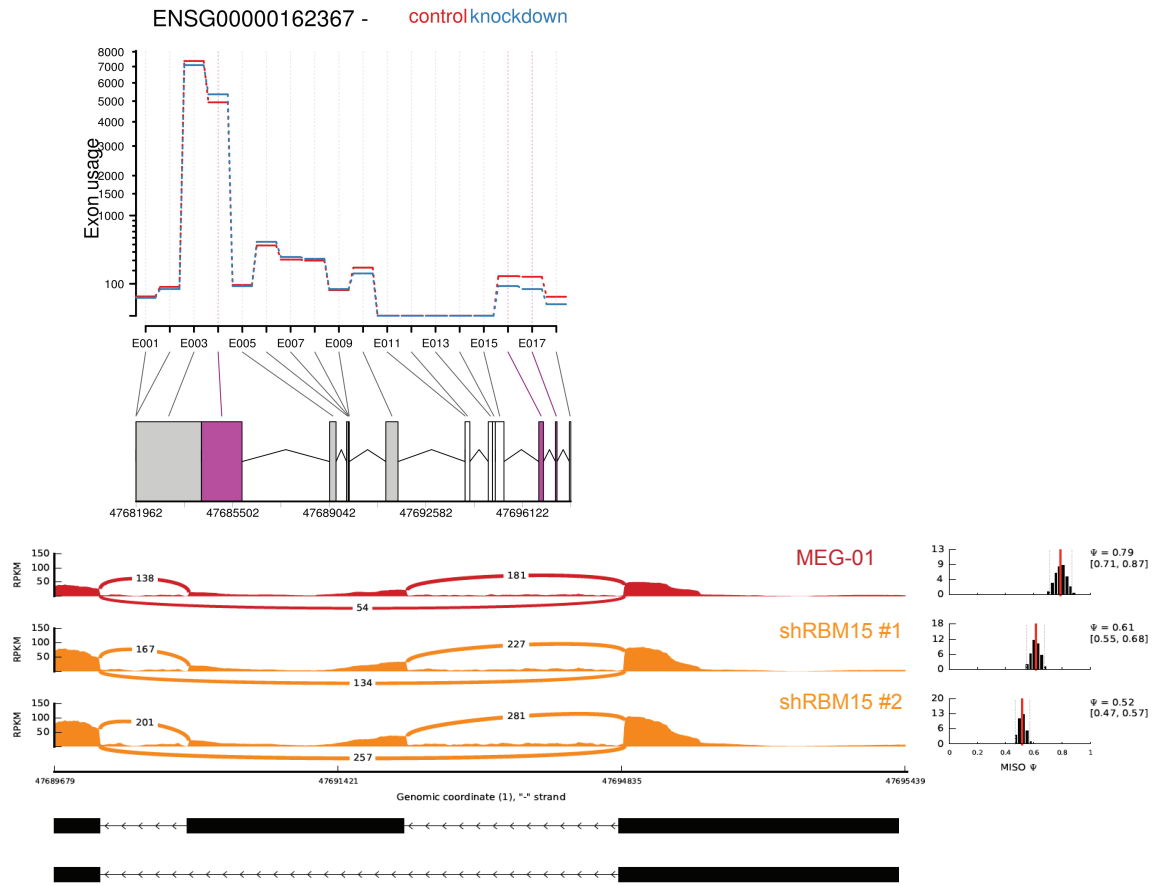 ENSG00000162367 -
control knockdown
Exon usage
8000
7000
6000
5000
4000
3000
2000
1500
1000
100
E001 E003 E005 E007 E009 E011 E013 E015 E017
47681962 47685502 47689042 47692582 47696122
MEG-01
RPKM
150
100
50
138
181
54
13
9
4
0
Ψ = 0.79
[0.71, 0.87]
shRBM15 #1
RPKM
150
100
50
167
227
134
18
12
6
0
Ψ = 0.61
[0.55, 0.68]
shRBM15 #2
RPKM
150
100
50
201
281
257
20
13
6
0
Ψ = 0.52
[0.47, 0.57]
0 0.2 0.4 0.6 0.8 1
MISO Ψ
47689679 47691421 47694835 47695439
Genomic coordinate (1), "-" strand